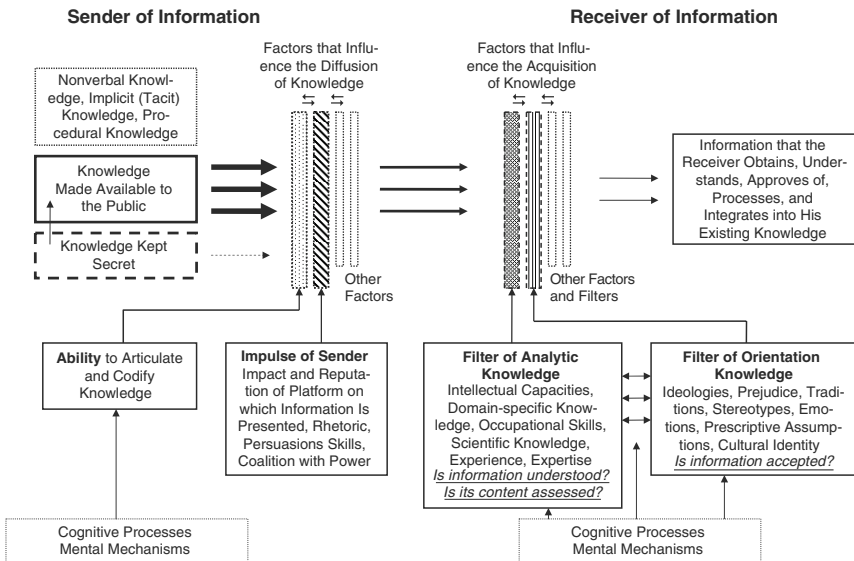 Sender of Information
Receiver of Information
Factors that Influ-
ence the Diffusion
of Knowledge
Factors that Influ-
ence the Acquisition
of Knowledge
Nonverbal Knowl-
edge, Implicit (Tacit)
Knowledge, Pro-
cedural Knowledge
Knowledge
Made Available to
the Public
Knowledge Kept
Secret
Other
Factors
Other Factors
and Filters
Information that the
Receiver Obtains, Under-
stands, Approves of,
Processes, and
Integrates into His
Existing Knowledge
Ability to Articulate
and Codify
Knowledge
Impulse of Sender
Impact and Reputa-
tion of Platform on
which Information Is
Presented, Rhetoric,
Persuasions Skills,
Coalition with Power
Filter of Analytic
Knowledge
Intellectual Capacities,
Domain-specific Know-
ledge, Occupational Skills,
Scientific Knowledge,
Experience, Expertise
Is information understood?
Is its content assessed?
Filter of Orientation
Knowledge
Ideologies, Prejudice, Tradi-
tions, Stereotypes, Emo-
tions, Prescriptive Assump-
tions, Cultural Identity
Is information accepted?
Cognitive Processes
Mental Mechanisms
Cognitive Processes
Mental Mechanisms